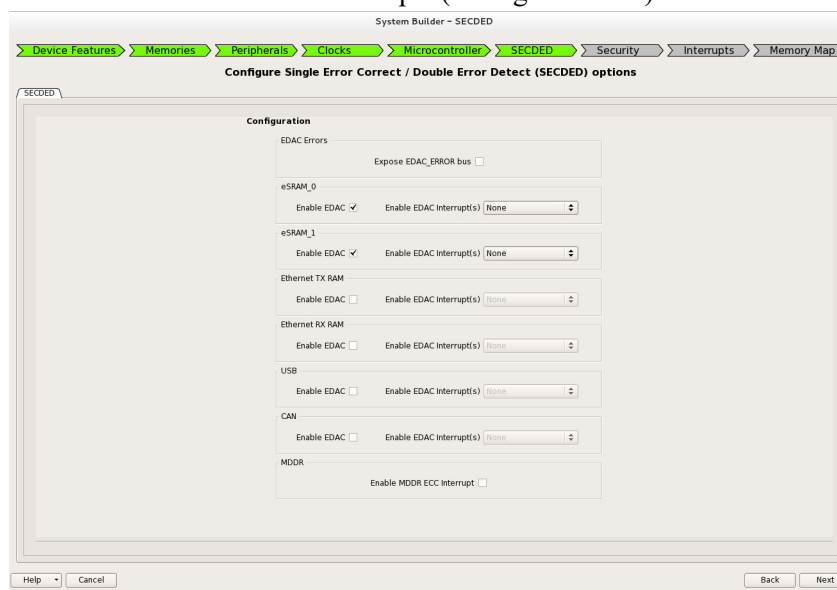 System Builder – SECDED
Device Features Memories Peripherals Clocks Microcontroller SECDED Security Interrupts Memory Map
Configure Single Error Correct / Double Error Detect (SECDED) options
SECDED
Configuration
EDAC Errors
Expose EDAC_ERROR bus
eSRAM_0
Enable EDAC Enable EDAC Interrupt(s) None
eSRAM_1
Enable EDAC Enable EDAC Interrupt(s) None
Ethernet TX RAM
Enable EDAC Enable EDAC Interrupt(s) None
Ethernet RX RAM
Enable EDAC Enable EDAC Interrupt(s) None
USB
Enable EDAC Enable EDAC Interrupt(s) None
CAN
Enable EDAC Enable EDAC Interrupt(s) None
MDDR
Enable MDDR ECC Interrupt
Help Cancel Back Next